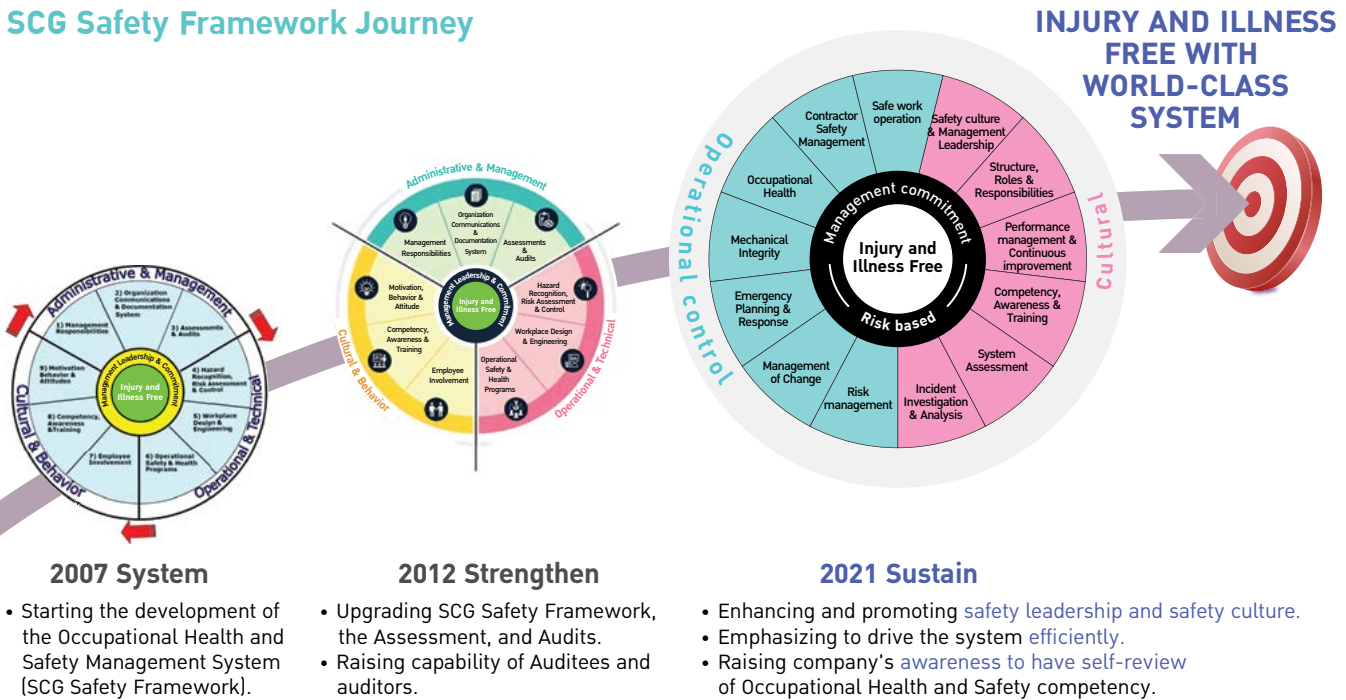 SCG Safety Framework Journey
INJURY AND ILLNESS
FREE WITH
WORLD-CLASS
SYSTEM
Administrative & Management
1) Management
Responsibilities
2) Organization
Communications
& Documentation
System
3) Assessments
& Audits
4) Hazard
Recognition,
Risk Assessment
& Control
5) Workplace
Design &
Engineering
6) Operational
Safety & Health
Programs
7) Employee
Involvement
8) Competency,
Awareness
&Training
9) Motivation
Behavior &
Attitudes
Operational & Technical
Cultural & Behavior
Management Leadership & Commitment
Injury and
Illness Free
Administrative & Management
Management
Responsibilities
Organization
Communications
&
Documentation
System
Assessments
&
Audits
Hazard
Recognition,
Risk Assessment
& Control
Workplace Design
& Engineering
Operational
Safety &
Health
Programs
Employee
Involvement
Competency,
Awareness &
Training
Motivation,
Behavior &
Attitude
Operational & Technical
Cultural & Behavior
Management Leadership & Commitment
Injury and
Illness Free
Operational control
Cultural
Safe work
operation
Safety culture
& Management
Leadership
Structure,
Roles &
Responsibilities
Performance
management &
Continuous
improvement
Competency,
Awareness &
Training
System
Assessment
Incident
Investigation
& Analysis
Risk
management
Management
of Change
Emergency
Planning &
Response
Mechanical
Integrity
Occupational
Health
Contractor
Safety
Management
Management commitment
Risk based
Injury and
Illness Free
2007 System
• Starting the development of
the Occupational Health and
Safety Management System
(SCG Safety Framework).
2012 Strengthen
• Upgrading SCG Safety Framework,
the Assessment, and Audits.
• Raising capability of Auditees and
auditors.
2021 Sustain
• Enhancing and promoting safety leadership and safety culture.
• Emphasizing to drive the system efficiently.
• Raising company's awareness to have self-review
of Occupational Health and Safety competency.